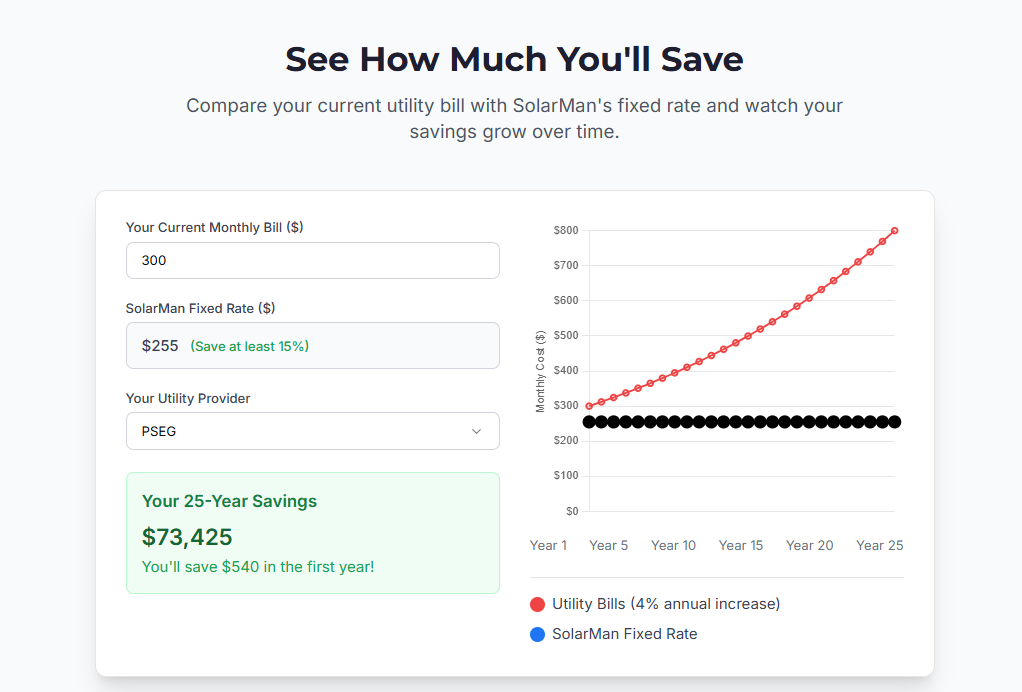 See How Much You'll Save
Compare your current utility bill with SolarMan's fixed rate and watch your
savings grow over time.
Your Current Monthly Bill ($)
300
SolarMan Fixed Rate ($)
$255 (Save at least 15%)
Your Utility Provider
PSEG
Your 25-Year Savings
$73,425
You'll save $540 in the first year!
Monthly Cost ($)
$800
$700
$600
$500
$400
$300
$200
$100
$0
Year 1 Year 5 Year 10 Year 15 Year 20 Year 25
Utility Bills (4% annual increase)
SolarMan Fixed Rate